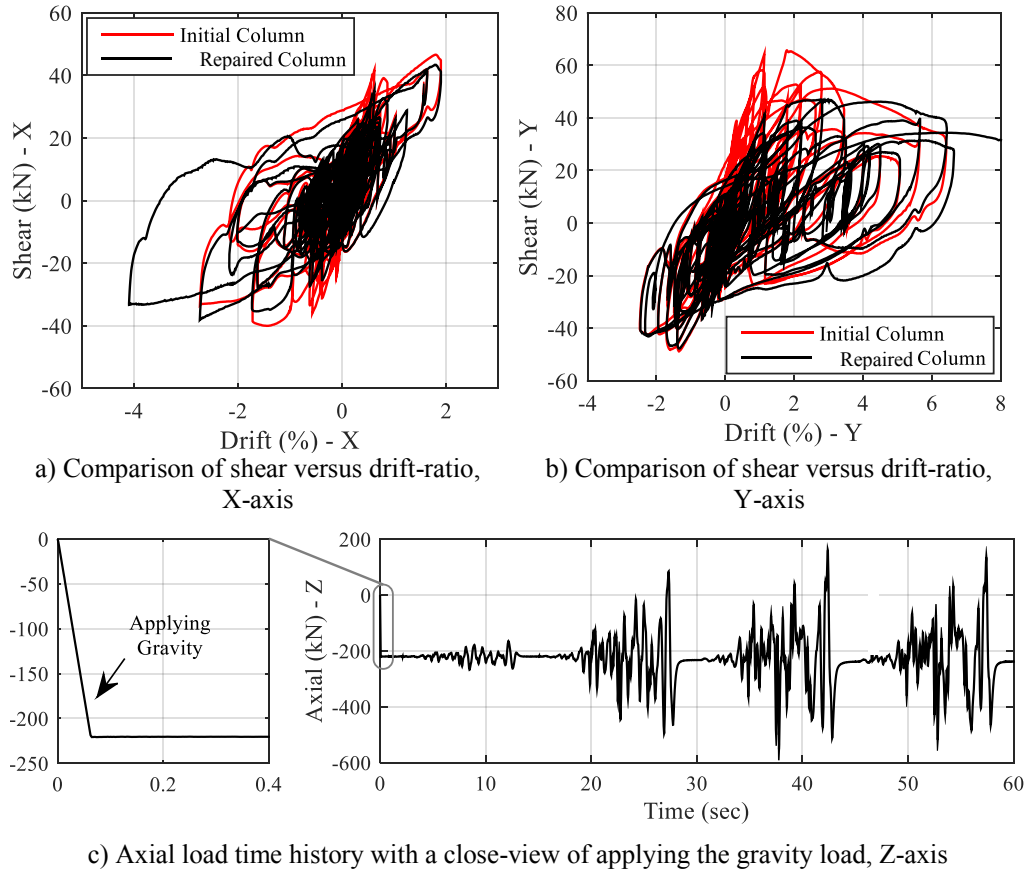 60
40
20
0
-20
-40
-60
Shear (kN) - X
Initial Column
Repaired Column
-4
-2
0
2
Drift (%) - X
80
60
40
20
0
-20
-40
-60
Shear (kN) - Y
Initial Column
Repaired Column
-4
-2
0
2
4
6
8
Drift (%) - Y
a) Comparison of shear versus drift-ratio,
X-axis
b) Comparison of shear versus drift-ratio,
Y-axis
0
-50
-100
-150
-200
-250
Applying
Gravity
0
0.2
0.4
200
0
-200
-400
-600
Axial (kN) - Z
0
10
20
30
40
50
60
Time (sec)
c) Axial load time history with a close-view of applying the gravity load, Z-axis